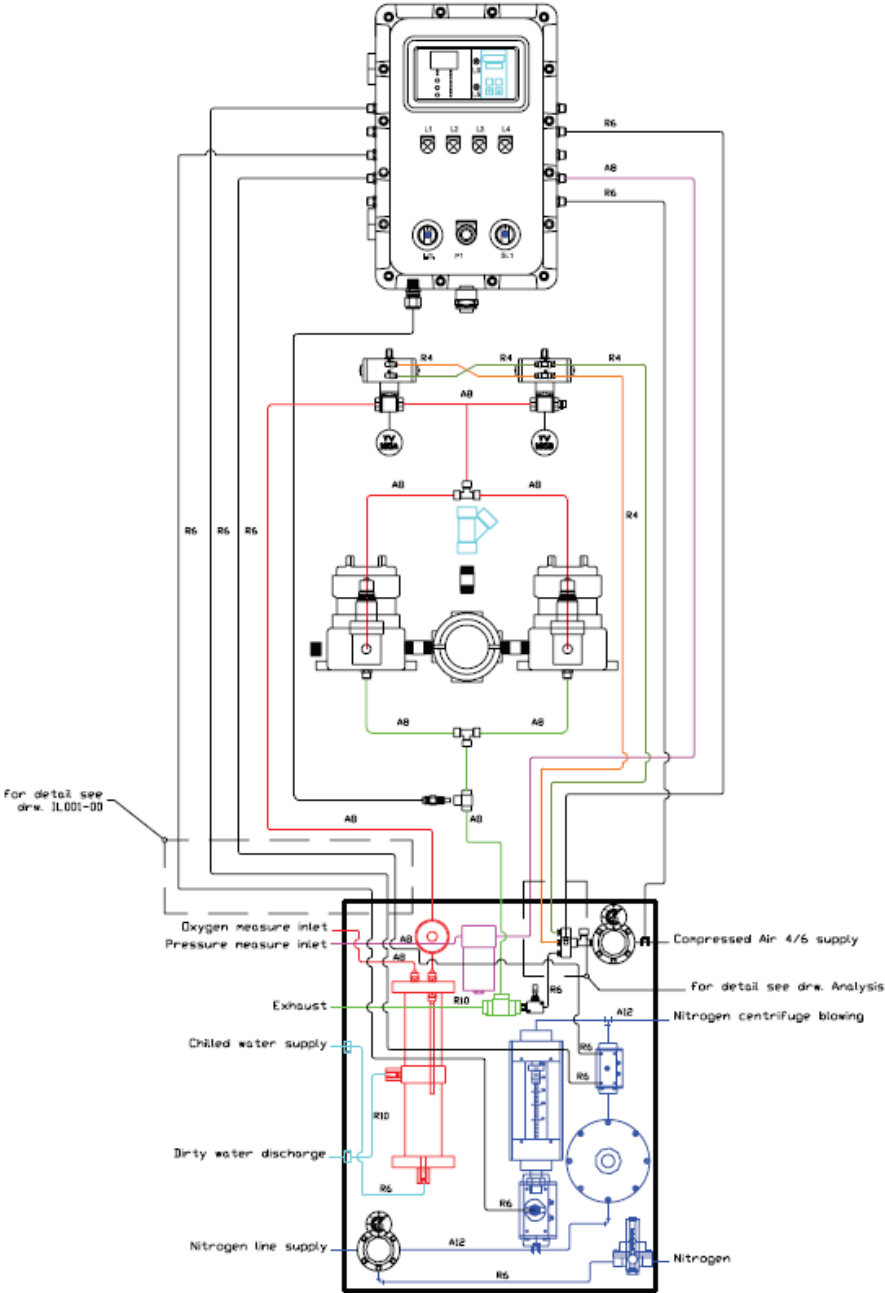 L1 L2 L3 L4
P1
SL1
R6
A8
R6
R4 R4 R4
A8
TV
TV
A8 A8
R6 R6 R6
R4
A8 A8
For detail see
drw. IL001-00
A8 A8
Oxygen measure inlet
Pressure measure inlet
A8
A8
Compressed Air 4/6 supply
For detail see drw. Analysis
Exhaust
R10
R6
A12
Nitrogen centrifuge blowing
Chilled water supply
R6
R6
R10
Dirty water discharge
R6
R6
Nitrogen line supply
A12
Nitrogen
R6